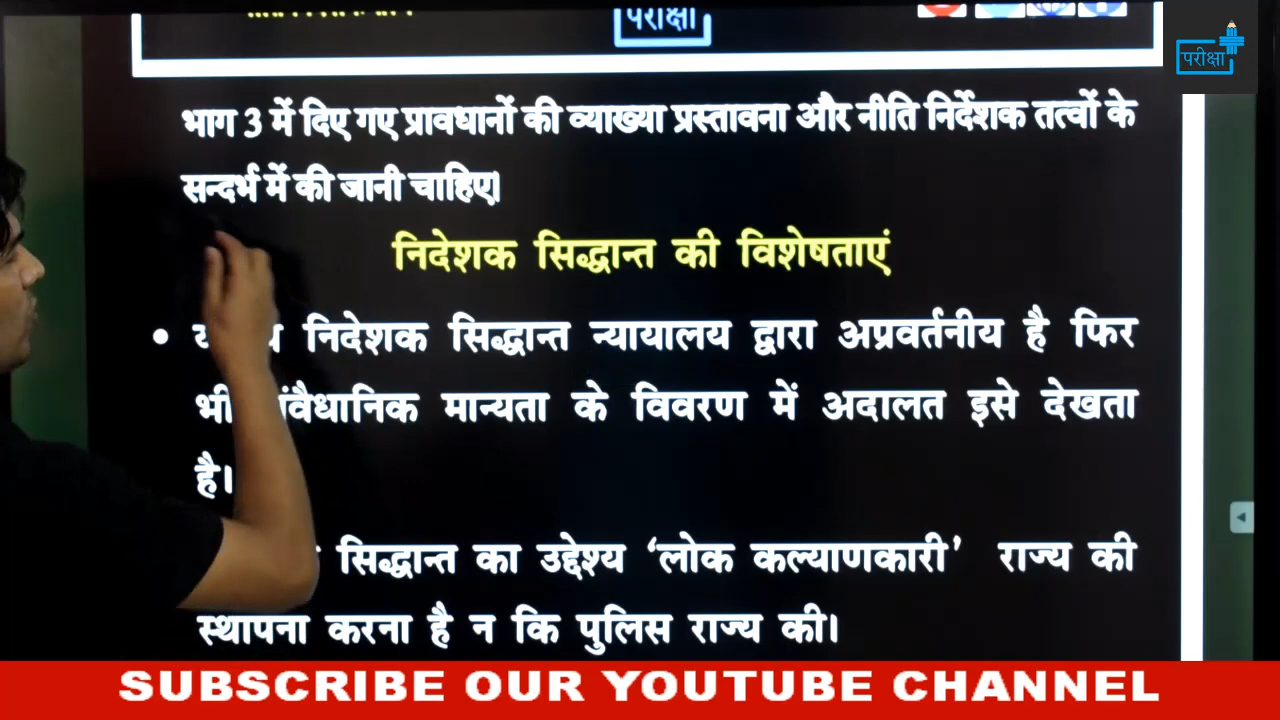 परीक्षा
परीक्षा
भाग 3 में दिए गए प्रावधानों की व्याख्या प्रस्तावना और नीति निर्देशक तत्वों के
सन्दर्भ में की जानी चाहिए|
निदेशक सिद्धान्त की विशेषताएं
• निदेशक सिद्धान्त न्यायालय द्वारा अप्रवर्तनीय है फिर
भी मान्यता के विवरण में अदालत इसे देखता
है।
सिद्धान्त का उद्देश्य ‘लोक कल्याणकारी’ राज्य की
स्थापना करना है न कि पुलिस राज्य की।
SUBSCRIBE OUR YOUTUBE CHANNEL